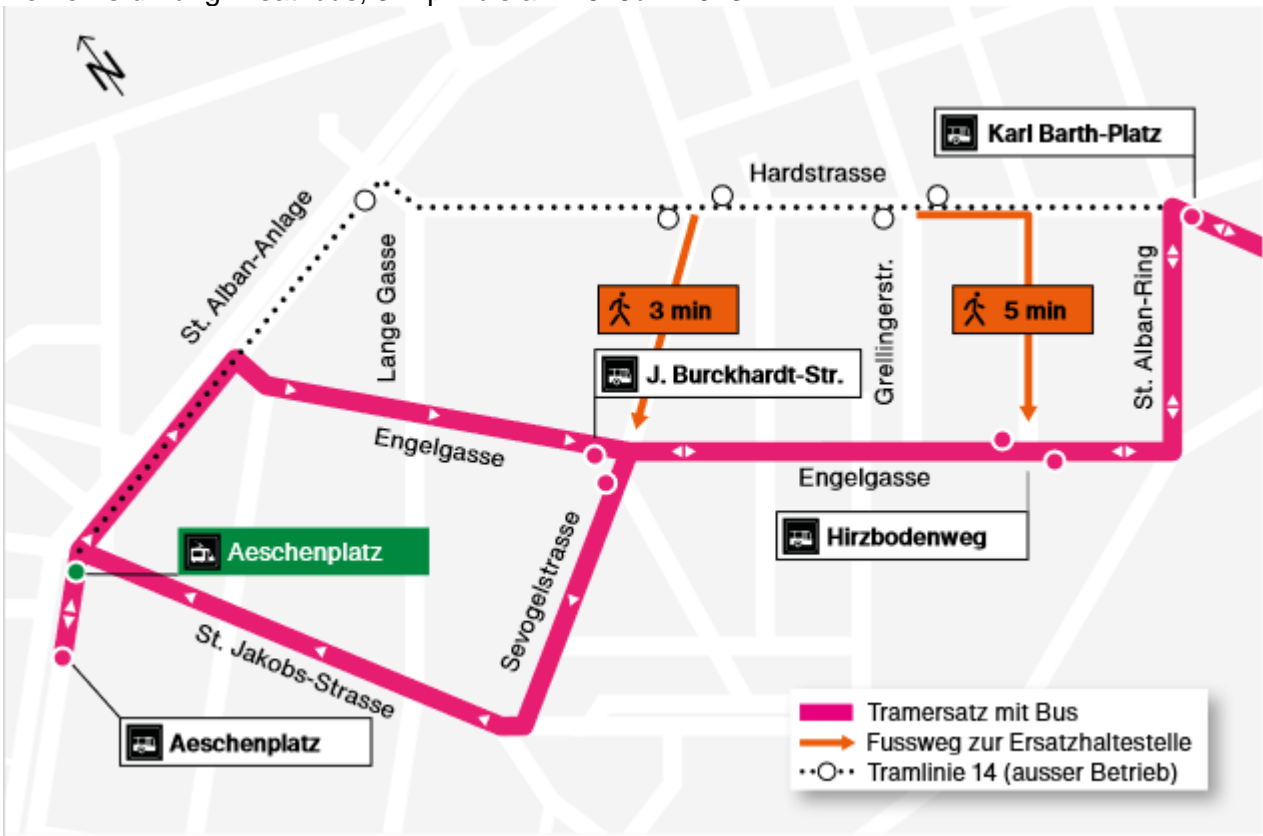 N
Karl Barth-Platz
Hardstrasse
St. Alban-Anlage
Lange Gasse
Grellingerstr.
St. Alban-Ring
3 min
5 min
J. Burckhardt-Str.
Engelgasse
Engelgasse
Hirzbodenweg
Aeschenplatz
Sevogelstrasse
St. Jakobs-Strasse
Aeschenplatz
Tramersatz mit Bus
Fussweg zur Ersatzhaltestelle
Tramlinie 14 (ausser Betrieb)